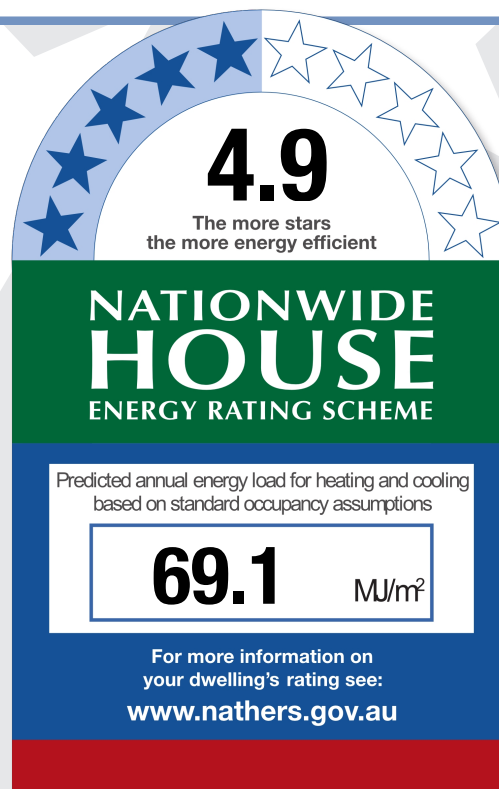 4.9
The more stars
the more energy efficient
NATIONWIDE
HOUSE
ENERGY RATING SCHEME
Predicted annual energy load for heating and cooling
based on standard occupancy assumptions
69.1 MJ/m²
For more information on
your dwelling's rating see:
www.nathers.gov.au